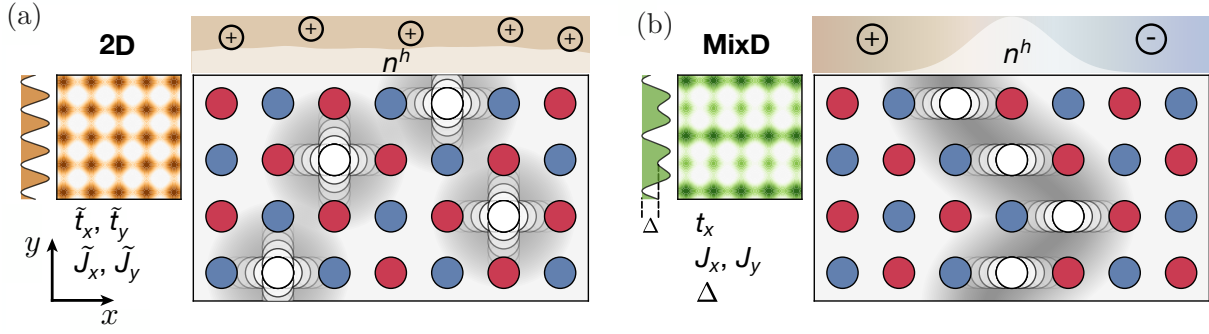 (a)
2D
+ + + + +
n^h
t̃_x, t̃_y
J̃_x, J̃_y
y
x
(b)
MixD
+ -
n^h
Δ
t_x
J_x, J_y
Δ